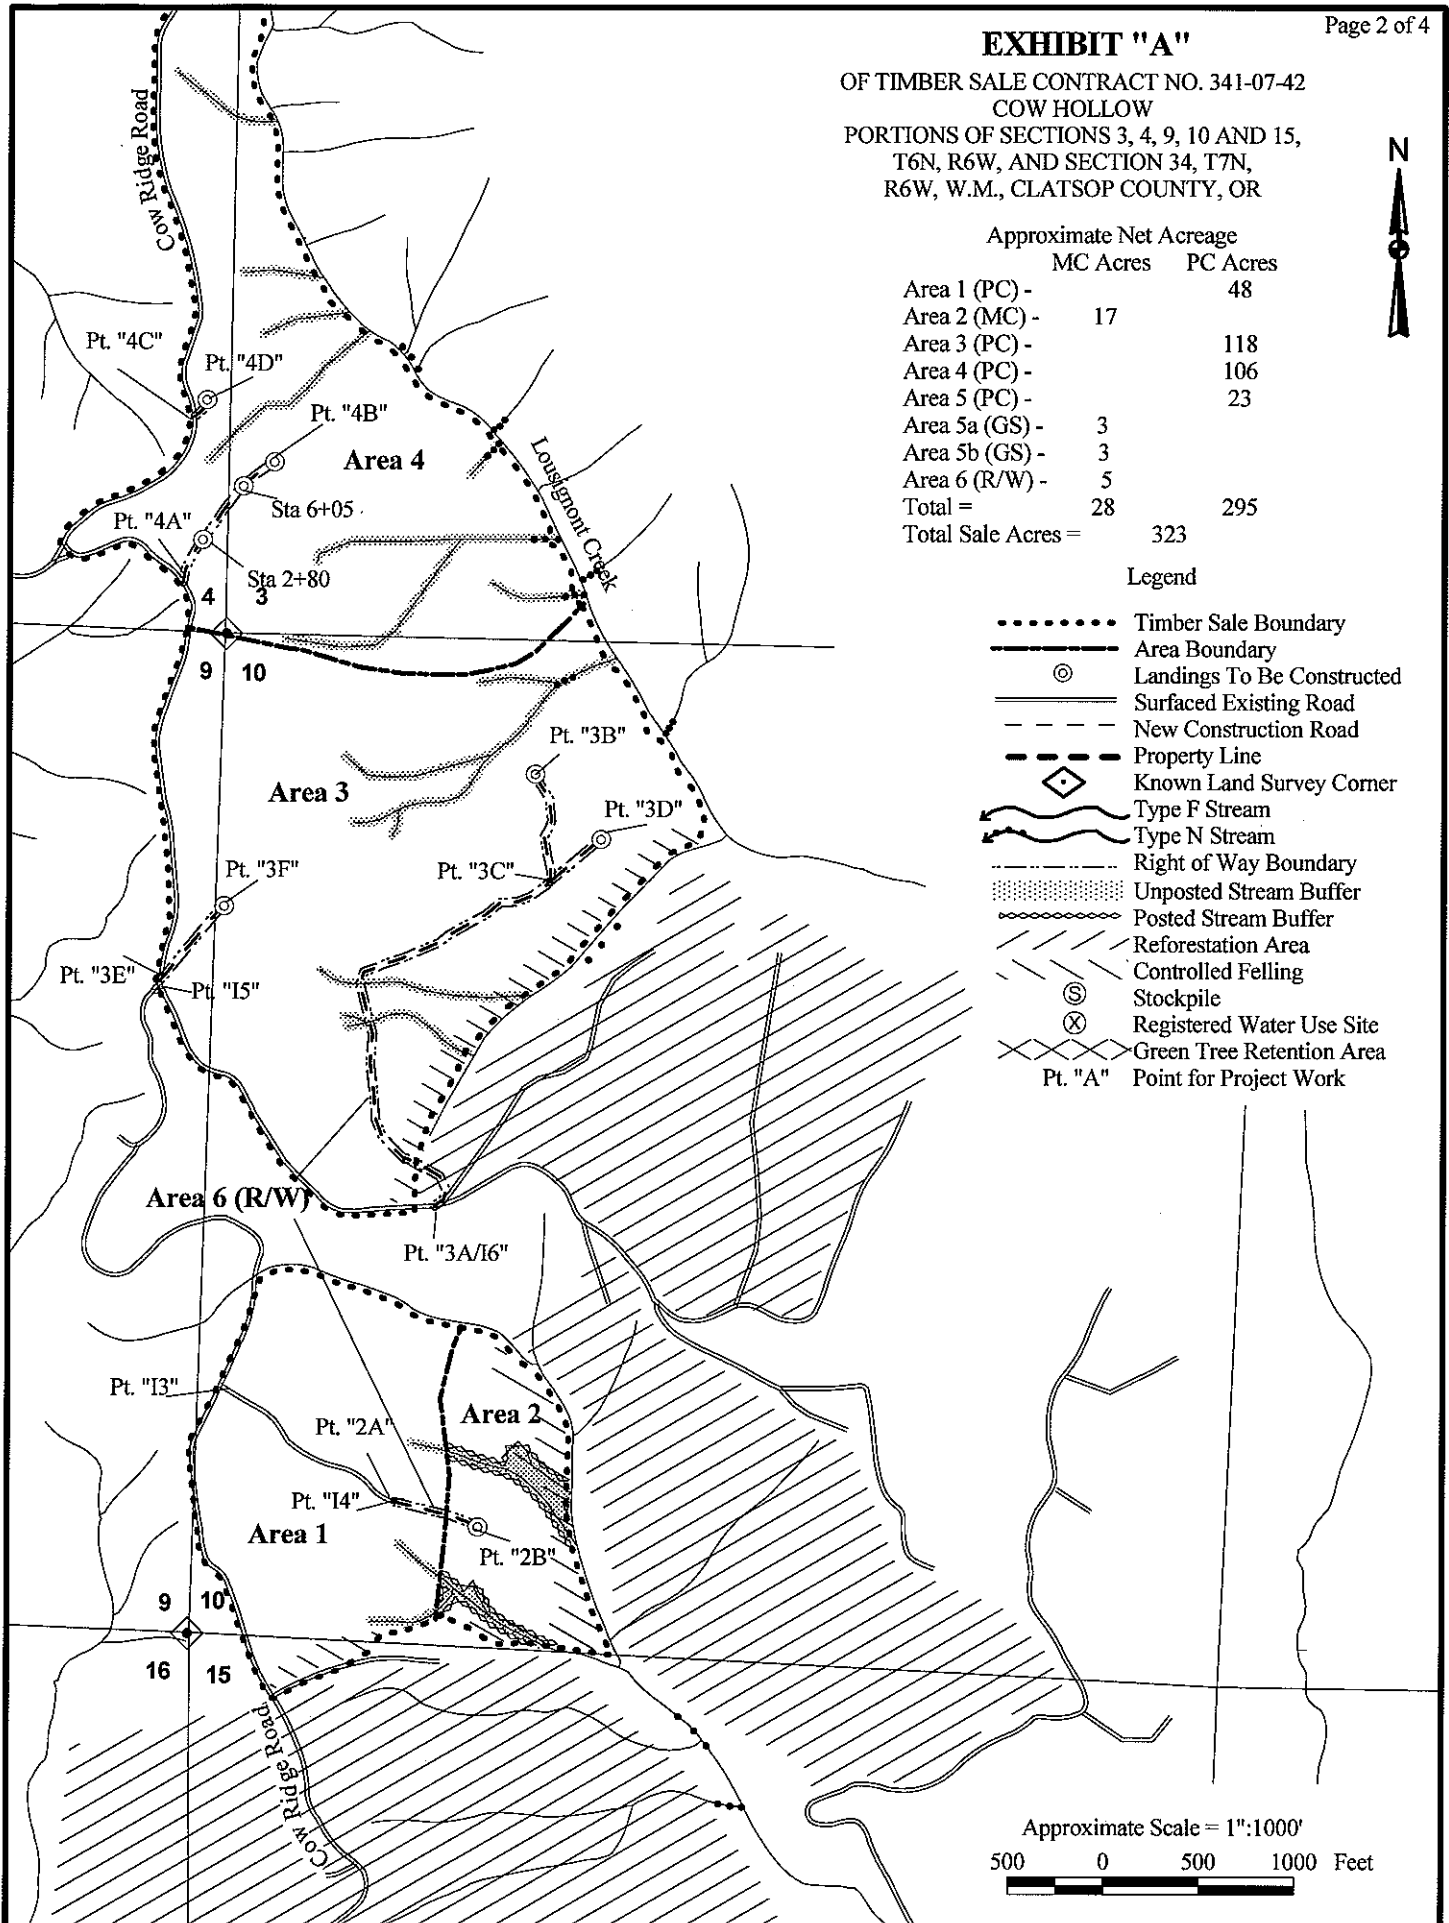 Page 2 of 4
EXHIBIT "A"
OF TIMBER SALE CONTRACT NO. 341-07-42
COW HOLLOW
PORTIONS OF SECTIONS 3, 4, 9, 10 AND 15,
T6N, R6W, AND SECTION 34, T7N,
R6W, W.M., CLATSOP COUNTY, OR
N
Approximate Net Acreage
MC Acres PC Acres
Area 1 (PC) - 48
Area 2 (MC) - 17
Area 3 (PC) - 118
Area 4 (PC) - 106
Area 5 (PC) - 23
Area 5a (GS) - 3
Area 5b (GS) - 3
Area 6 (R/W) - 5
Total = 28 295
Total Sale Acres = 323
Legend
Timber Sale Boundary
Area Boundary
Landings To Be Constructed
Surfaced Existing Road
New Construction Road
Property Line
Known Land Survey Corner
Type F Stream
Type N Stream
Right of Way Boundary
Unposted Stream Buffer
Posted Stream Buffer
Reforestation Area
Controlled Felling
S Stockpile
X Registered Water Use Site
Green Tree Retention Area
Pt. "A" Point for Project Work
Cow Ridge Road
Pt. "4C"
Pt. "4D"
Pt. "4B"
Area 4
Lousignont Creek
Sta 6+05
Pt. "4A"
Sta 2+80
4 3
9 10
Pt. "3B"
Area 3
Pt. "3D"
Pt. "3C"
Pt. "3F"
Pt. "3E"
Pt. "I5"
Area 6 (R/W)
Pt. "3A/I6"
Pt. "I3"
Area 2
Pt. "2A"
Pt. "I4"
Area 1
Pt. "2B"
9 10
16 15
Cow Ridge Road
Approximate Scale = 1":1000'
500 0 500 1000 Feet